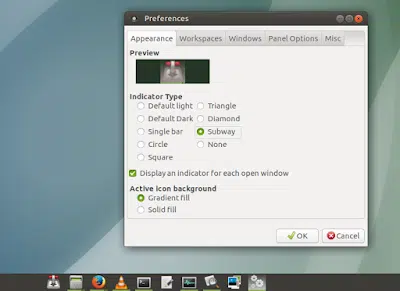 Preferences
Appearance Workspaces Windows Panel Options Misc
Preview
Indicator Type
Default light Triangle
Default Dark Diamond
Single bar Subway
Circle None
Square
Display an indicator for each open window
Active icon background
Gradient fill
Solid fill
OK Cancel